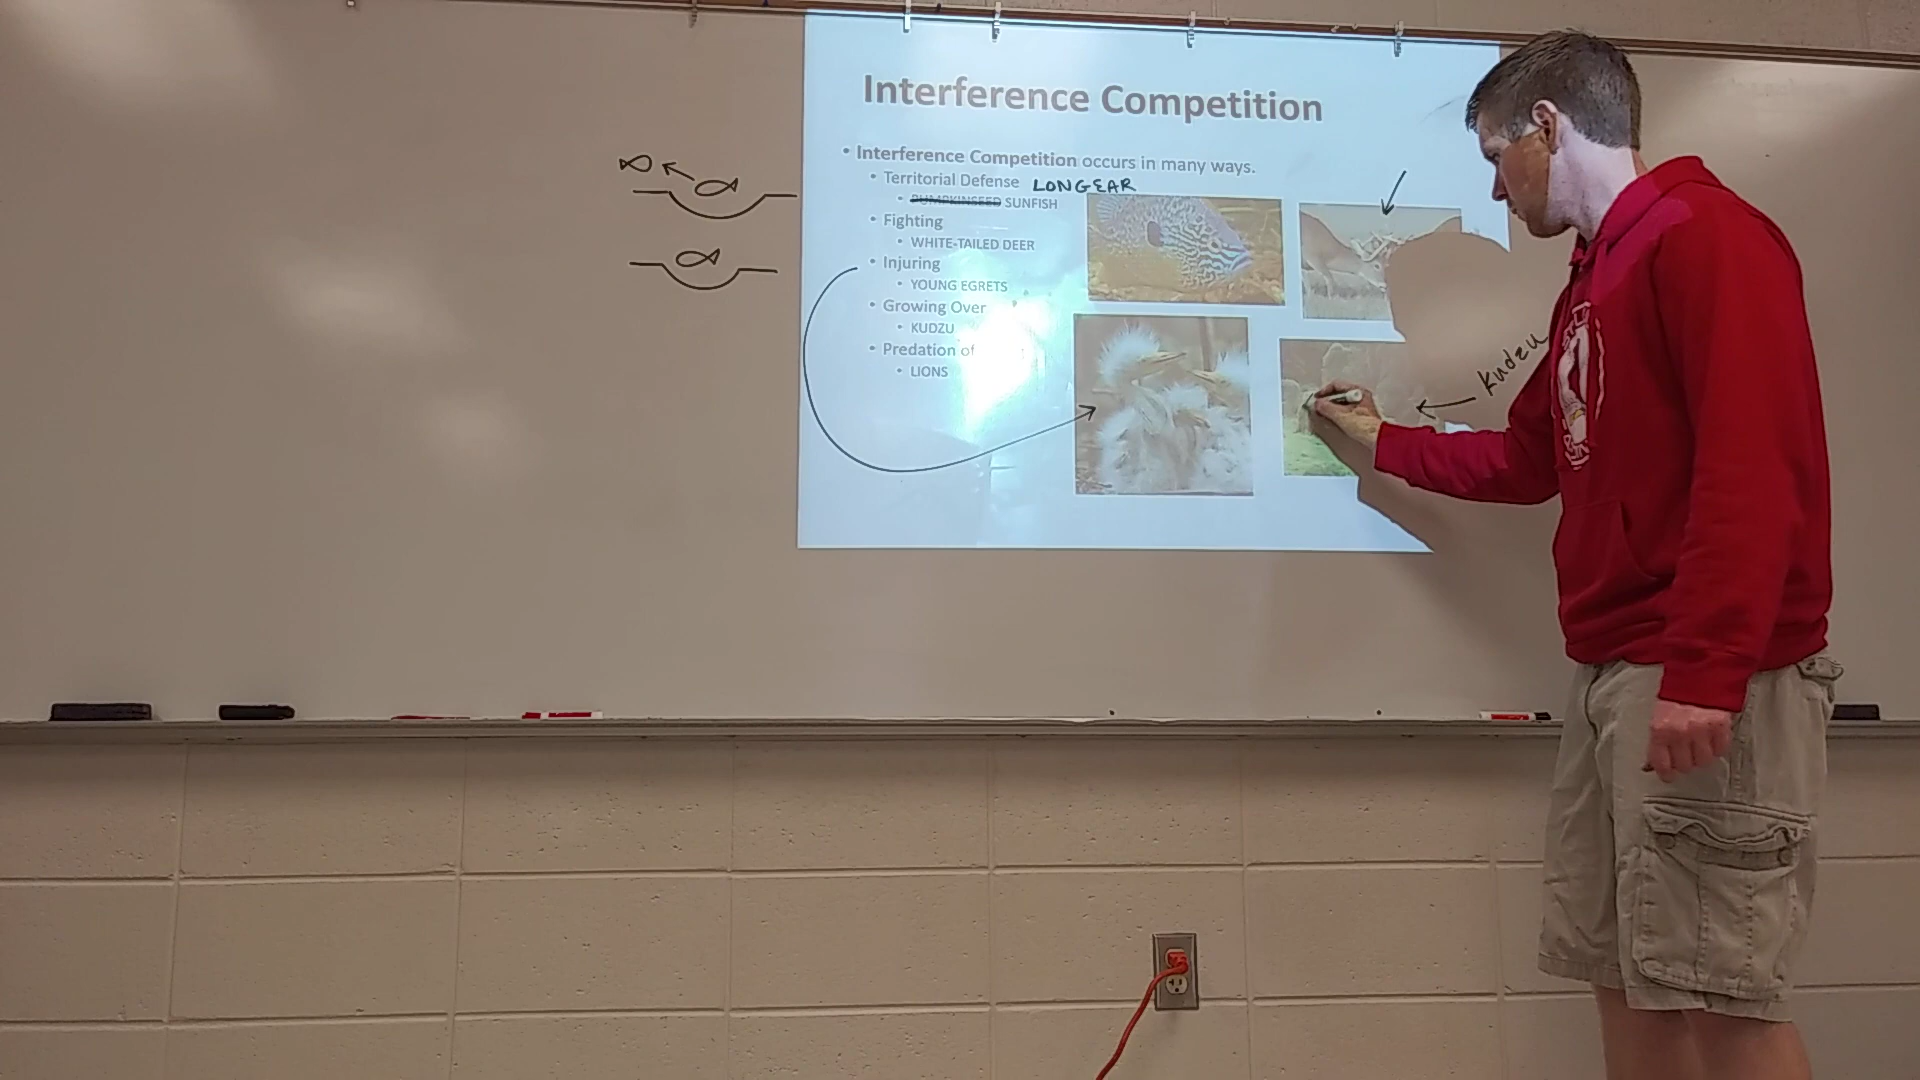 Interference Competition
• Interference Competition occurs in many ways.
• Territorial Defense LONGEAR
• PUMPKINSEED SUNFISH
• Fighting
• WHITE-TAILED DEER
• Injuring
• YOUNG EGRETS
• Growing Over
• KUDZU
• Predation of
• LIONS
Kudzu